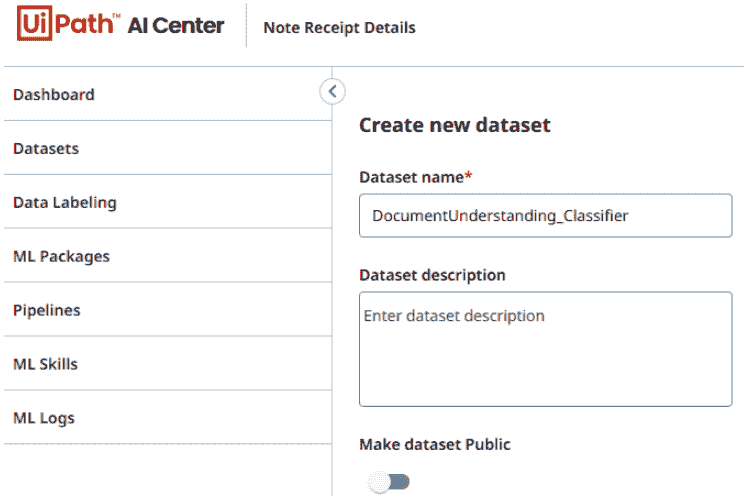 UiPath™ AI Center
Note Receipt Details
Dashboard
Datasets
Data Labeling
ML Packages
Pipelines
ML Skills
ML Logs
Create new dataset
Dataset name*
DocumentUnderstanding_Classifier
Dataset description
Enter dataset description
Make dataset Public